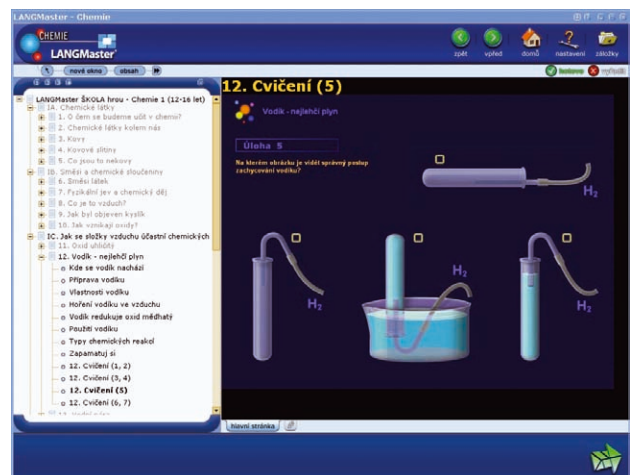 LANGMaster - Chemie
CHEMIE
LANGMaster
zpět
vpřed
domů
nastavení
záložky
nové okno
obsah
hotovo
vyřešit
LANGMaster ŠKOLA hrou - Chemie 1 (12-16 let)
IA. Chemické látky
1. O čem se budeme učit v chemii?
2. Chemické látky kolem nás
3. Kovy
4. Kovové slitiny
5. Co jsou to nekovy
IB. Směsi a chemické sloučeniny
6. Směsi látek
7. Fyzikální jev a chemický děj
8. Co je to vzduch?
9. Jak byl objeven kyslík
10. Jak vznikají oxidy?
IC. Jak se složky vzduchu účastní chemických
11. Oxid uhličitý
12. Vodík - nejlehčí plyn
Kde se vodík nachází
Příprava vodíku
Vlastnosti vodíku
Hoření vodíku ve vzduchu
Vodík redukuje oxid mědnatý
Použití vodíku
Typy chemických reakcí
Zapamatuj si
12. Cvičení (1, 2)
12. Cvičení (3, 4)
12. Cvičení (5)
12. Cvičení (6, 7)
12. Cvičení (5)
Vodík - nejlehčí plyn
Úloha 5
Na kterém obrázku je vidět správný postup
zachycování vodíku?
H2
H2
H2
H2
hlavní stránka